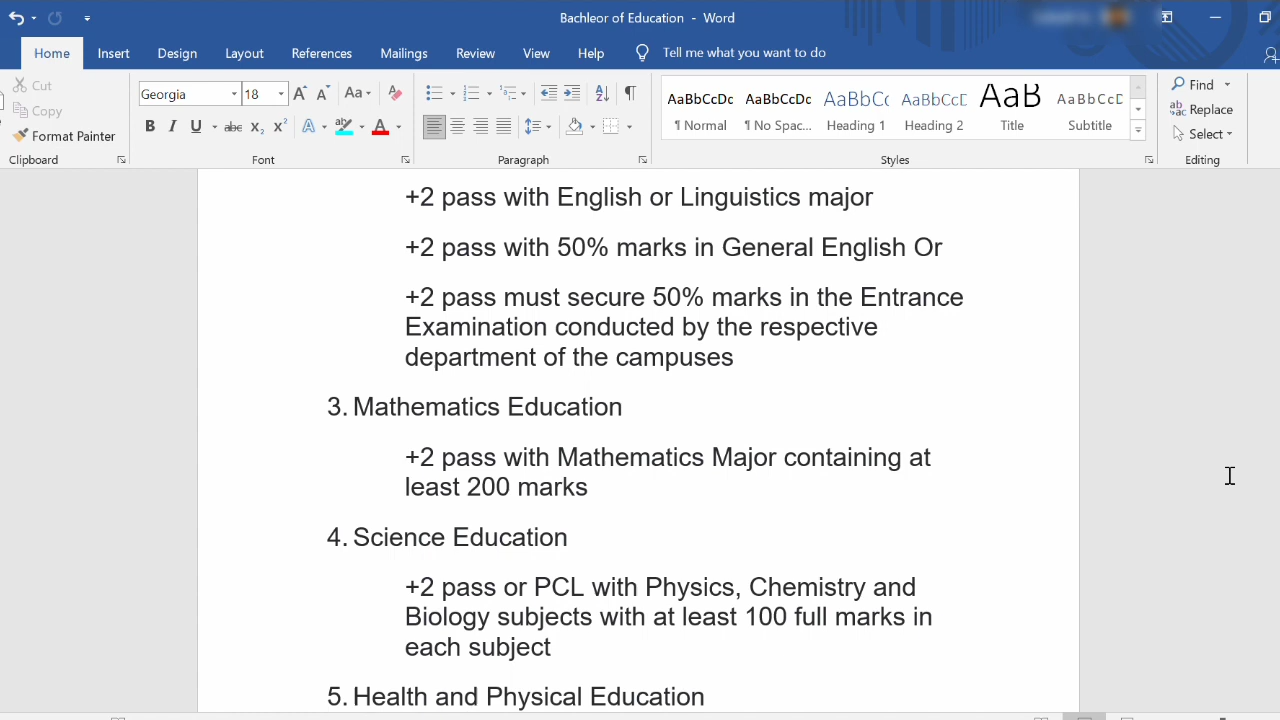 Bachleor of Education - Word
Home Insert Design Layout References Mailings Review View Help Tell me what you want to do
Cut
Copy
Format Painter
Clipboard
Georgia 18
Font
Paragraph
AaBbCcDc AaBbCcDc AaBbCc AaBbCcD AaB AaBbCcD
¶ Normal ¶ No Spac... Heading 1 Heading 2 Title Subtitle
Styles
Find
Replace
Select
Editing
+2 pass with English or Linguistics major
+2 pass with 50% marks in General English Or
+2 pass must secure 50% marks in the Entrance
Examination conducted by the respective
department of the campuses
3. Mathematics Education
+2 pass with Mathematics Major containing at
least 200 marks
4. Science Education
+2 pass or PCL with Physics, Chemistry and
Biology subjects with at least 100 full marks in
each subject
5. Health and Physical Education